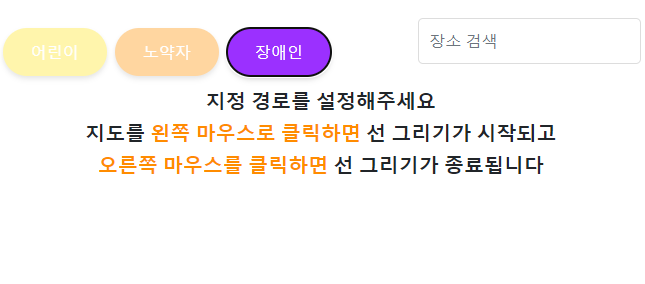 어린이 노약자 장애인 장소 검색
지정 경로를 설정해주세요
지도를 왼쪽 마우스로 클릭하면 선 그리기가 시작되고
오른쪽 마우스를 클릭하면 선 그리기가 종료됩니다